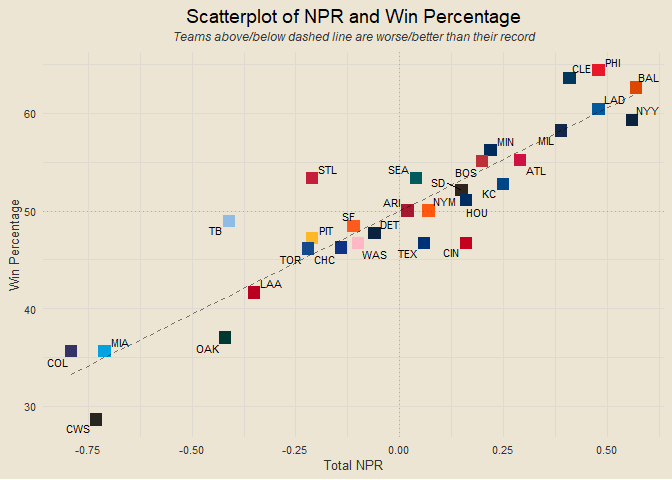 Scatterplot of NPR and Win Percentage
Teams above/below dashed line are worse/better than their record
Win Percentage
60
50
40
30
CLE
PHI
BAL
LAD
NYY
MIL
MIN
BOS
ATL
STL
SEA
SD
KC
HOU
ARI
NYM
SF
DET
TB
PIT
TOR
CHC
WAS
TEX
CIN
LAA
OAK
MIA
COL
CWS
-0.75
-0.50
-0.25
0.00
0.25
0.50
Total NPR